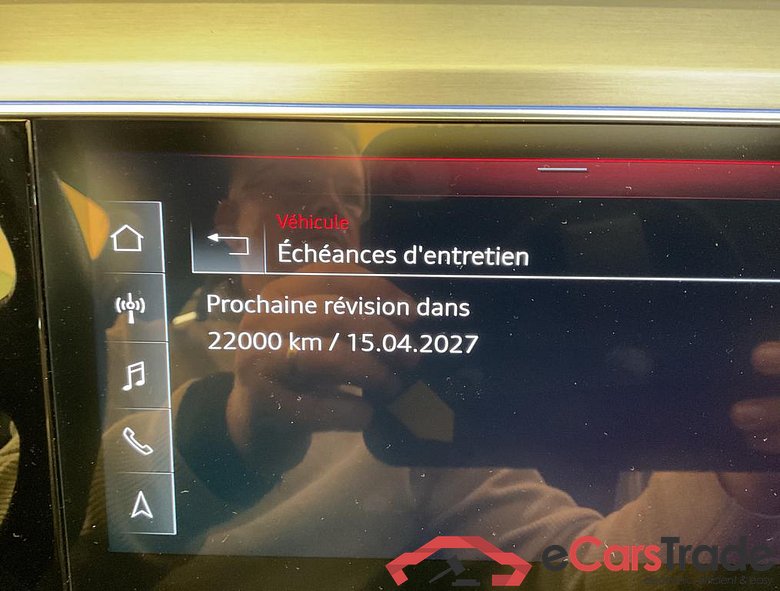 Véhicule
Échéances d'entretien
Prochaine révision dans
22000 km / 15.04.2027
eCarsTrade